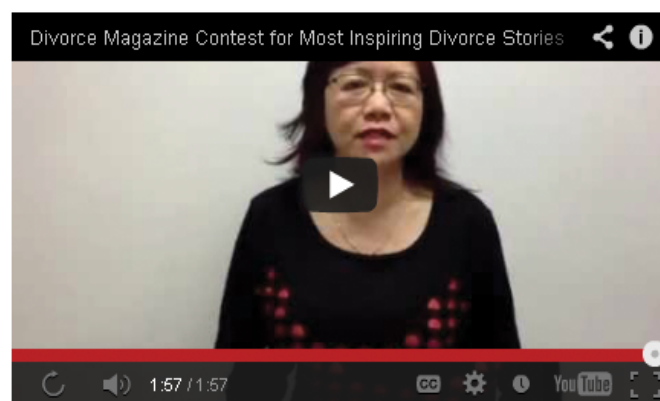 Divorce Magazine Contest for Most Inspiring Divorce Stories
1:57 / 1:57 CC YouTube